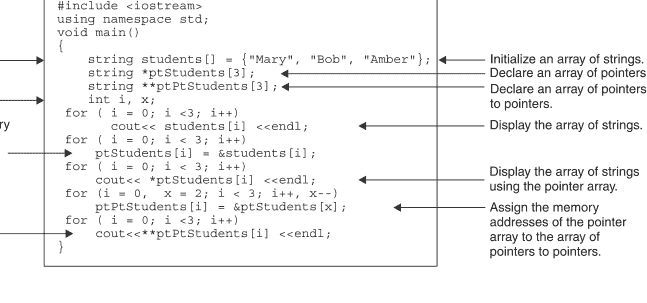 #include <iostream>
using namespace std;
void main()
{
string students[] = {"Mary", "Bob", "Amber"};
string *ptStudents[3];
string **ptPtStudents[3];
int i, x;
for ( i = 0; i <3; i++)
cout<< students[i] <<endl;
for ( i = 0; i < 3; i++)
ptStudents[i] = &students[i];
for ( i = 0; i < 3; i++)
cout<< *ptStudents[i] <<endl;
for (i = 0, x = 2; i < 3; i++, x--)
ptPtStudents[i] = &ptStudents[x];
for ( i = 0; i <3; i++)
cout<<**ptPtStudents[i] <<endl;
}
ry
Initialize an array of strings.
Declare an array of pointers
Declare an array of pointers
to pointers.
Display the array of strings.
Display the array of strings
using the pointer array.
Assign the memory
addresses of the pointer
array to the array of
pointers to pointers.